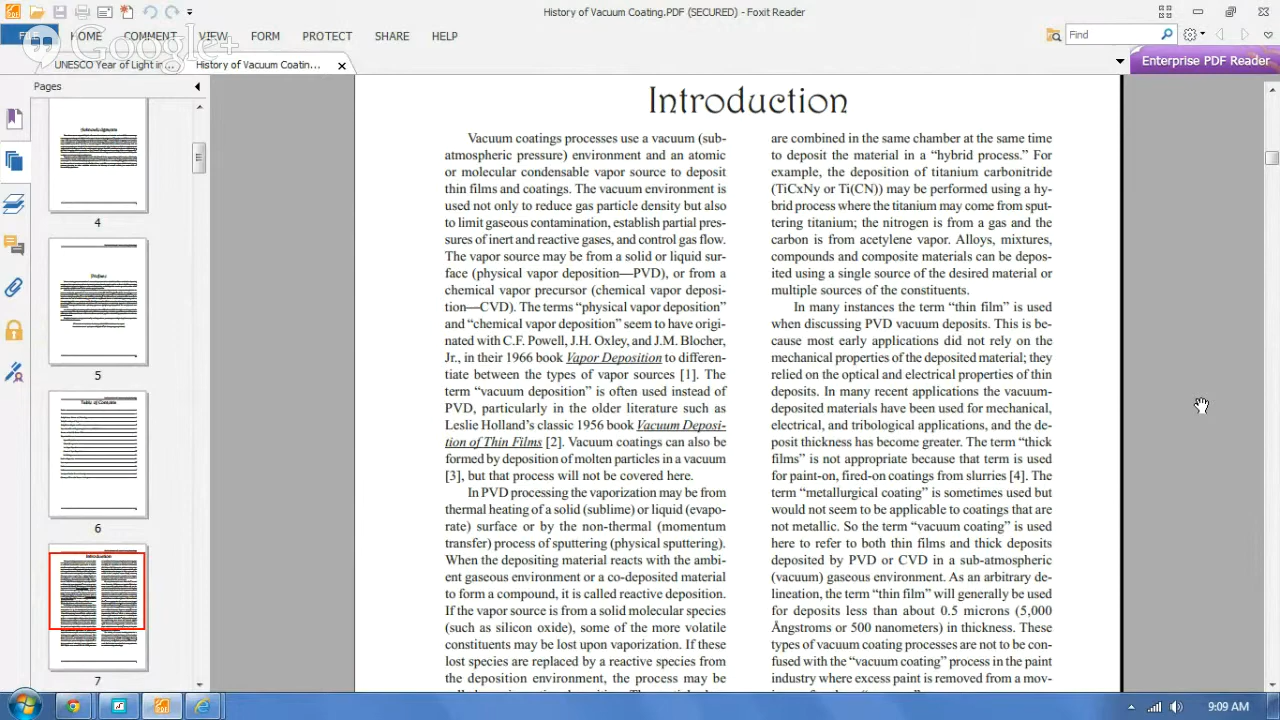 History of Vacuum Coating.PDF (SECURED) - Foxit Reader
FILE HOME COMMENT VIEW FORM PROTECT SHARE HELP
Google+
Find
UNESCO Year of Light in ...
History of Vacuum Coatin...
Enterprise PDF Reader
Pages
4
5
Table of Contents
6
Introduction
7
Introduction
Vacuum coatings processes use a vacuum (sub-
atmospheric pressure) environment and an atomic
or molecular condensable vapor source to deposit
thin films and coatings. The vacuum environment is
used not only to reduce gas particle density but also
to limit gaseous contamination, establish partial pres-
sures of inert and reactive gases, and control gas flow.
The vapor source may be from a solid or liquid sur-
face (physical vapor deposition—PVD), or from a
chemical vapor precursor (chemical vapor deposi-
tion—CVD). The terms “physical vapor deposition”
and “chemical vapor deposition” seem to have origi-
nated with C.F. Powell, J.H. Oxley, and J.M. Blocher,
Jr., in their 1966 book Vapor Deposition to differen-
tiate between the types of vapor sources [1]. The
term “vacuum deposition” is often used instead of
PVD, particularly in the older literature such as
Leslie Holland’s classic 1956 book Vacuum Deposi-
tion of Thin Films [2]. Vacuum coatings can also be
formed by deposition of molten particles in a vacuum
[3], but that process will not be covered here.
In PVD processing the vaporization may be from
thermal heating of a solid (sublime) or liquid (evapo-
rate) surface or by the non-thermal (momentum
transfer) process of sputtering (physical sputtering).
When the depositing material reacts with the ambi-
ent gaseous environment or a co-deposited material
to form a compound, it is called reactive deposition.
If the vapor source is from a solid molecular species
(such as silicon oxide), some of the more volatile
constituents may be lost upon vaporization. If these
lost species are replaced by a reactive species from
the deposition environment, the process may be
are combined in the same chamber at the same time
to deposit the material in a “hybrid process.” For
example, the deposition of titanium carbonitride
(TiCxNy or Ti(CN)) may be performed using a hy-
brid process where the titanium may come from sput-
tering titanium; the nitrogen is from a gas and the
carbon is from acetylene vapor. Alloys, mixtures,
compounds and composite materials can be depos-
ited using a single source of the desired material or
multiple sources of the constituents.
In many instances the term “thin film” is used
when discussing PVD vacuum deposits. This is be-
cause most early applications did not rely on the
mechanical properties of the deposited material; they
relied on the optical and electrical properties of thin
deposits. In many recent applications the vacuum-
deposited materials have been used for mechanical,
electrical, and tribological applications, and the de-
posit thickness has become greater. The term “thick
films” is not appropriate because that term is used
for paint-on, fired-on coatings from slurries [4]. The
term “metallurgical coating” is sometimes used but
would not seem to be applicable to coatings that are
not metallic. So the term “vacuum coating” is used
here to refer to both thin films and thick deposits
deposited by PVD or CVD in a sub-atmospheric
(vacuum) gaseous environment. As an arbitrary de-
lineation, the term “thin film” will generally be used
for deposits less than about 0.5 microns (5,000
Ångstroms or 500 nanometers) in thickness. These
types of vacuum coating processes are not to be con-
fused with the “vacuum coating” process in the paint
industry where excess paint is removed from a mov-
9:09 AM